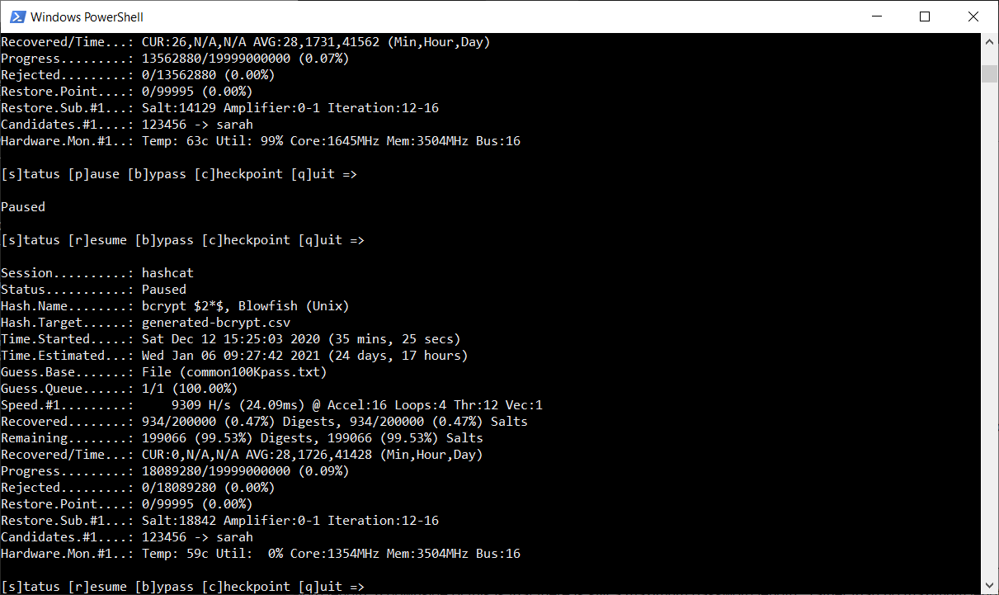 Windows PowerShell
Recovered/Time...: CUR:26,N/A,N/A AVG:28,1731,41562 (Min,Hour,Day)
Progress.........: 13562880/19999000000 (0.07%)
Rejected.........: 0/13562880 (0.00%)
Restore.Point....: 0/99995 (0.00%)
Restore.Sub.#1...: Salt:14129 Amplifier:0-1 Iteration:12-16
Candidates.#1....: 123456 -> sarah
Hardware.Mon.#1..: Temp: 63c Util: 99% Core:1645MHz Mem:3504MHz Bus:16
[s]tatus [p]ause [b]ypass [c]heckpoint [q]uit =>
Paused
[s]tatus [r]esume [b]ypass [c]heckpoint [q]uit =>
Session..........: hashcat
Status...........: Paused
Hash.Name........: bcrypt $2*$, Blowfish (Unix)
Hash.Target......: generated-bcrypt.csv
Time.Started.....: Sat Dec 12 15:25:03 2020 (35 mins, 25 secs)
Time.Estimated...: Wed Jan 06 09:27:42 2021 (24 days, 17 hours)
Guess.Base.......: File (common100Kpass.txt)
Guess.Queue......: 1/1 (100.00%)
Speed.#1.........:     9309 H/s (24.09ms) @ Accel:16 Loops:4 Thr:12 Vec:1
Recovered........: 934/200000 (0.47%) Digests, 934/200000 (0.47%) Salts
Remaining........: 199066 (99.53%) Digests, 199066 (99.53%) Salts
Recovered/Time...: CUR:0,N/A,N/A AVG:28,1726,41428 (Min,Hour,Day)
Progress.........: 18089280/19999000000 (0.09%)
Rejected.........: 0/18089280 (0.00%)
Restore.Point....: 0/99995 (0.00%)
Restore.Sub.#1...: Salt:18842 Amplifier:0-1 Iteration:12-16
Candidates.#1....: 123456 -> sarah
Hardware.Mon.#1..: Temp: 59c Util:  0% Core:1354MHz Mem:3504MHz Bus:16
[s]tatus [r]esume [b]ypass [c]heckpoint [q]uit =>